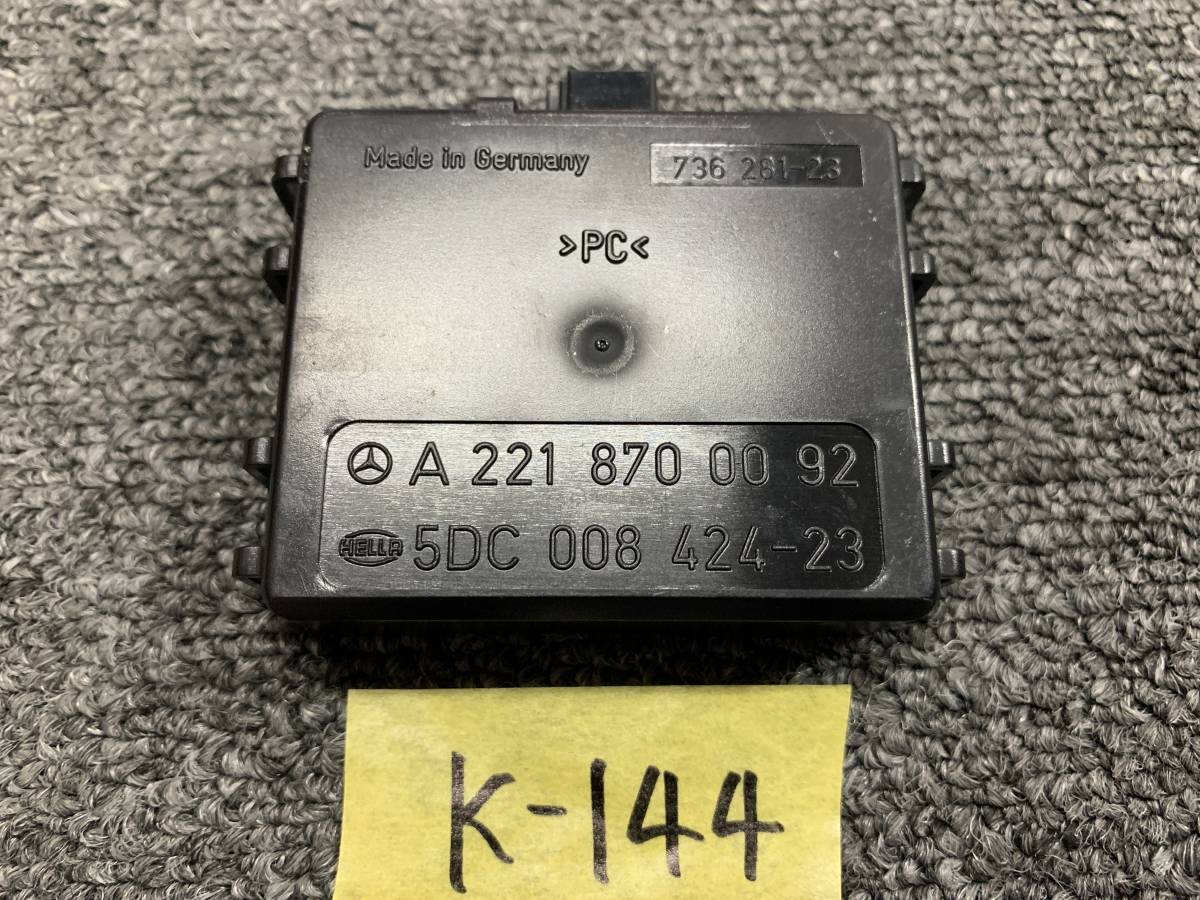 Made in Germany
736 281-23
>PC<
A 221 870 00 92
HELLA 5DC 008 424-23
K-144